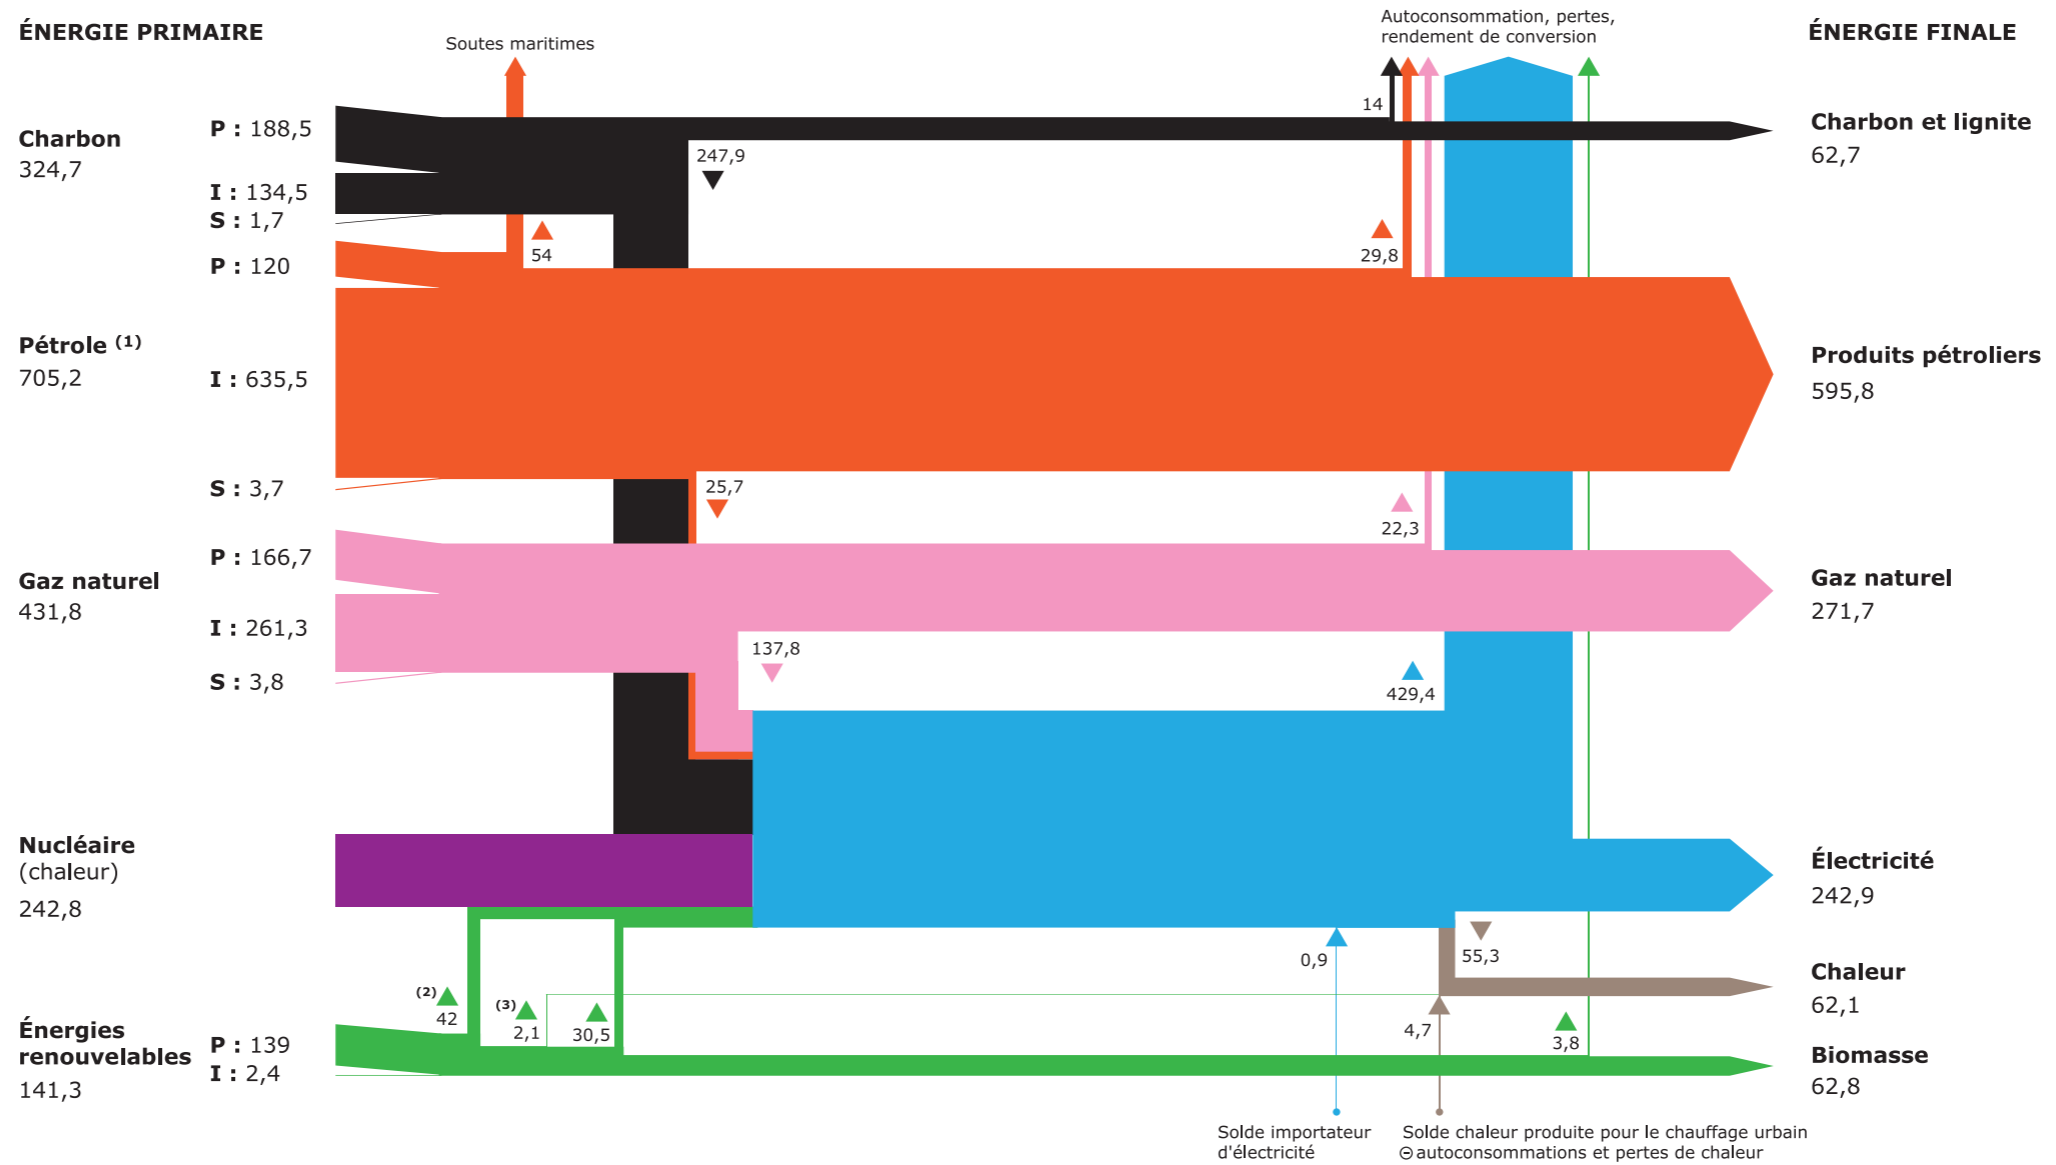 ÉNERGIE PRIMAIRE
Soutes maritimes
Autoconsommation, pertes,
rendement de conversion
ÉNERGIE FINALE
Charbon
324,7
P : 188,5
I : 134,5
S : 1,7
247,9
14
Charbon et lignite
62,7
P : 120
54
29,8
Pétrole (1)
705,2
I : 635,5
S : 3,7
25,7
Produits pétroliers
595,8
22,3
Gaz naturel
431,8
P : 166,7
I : 261,3
S : 3,8
137,8
429,4
Gaz naturel
271,7
Nucléaire
(chaleur)
242,8
Électricité
242,9
0,9
55,3
Chaleur
62,1
(2)
42
(3)
2,1
30,5
4,7
3,8
Énergies
renouvelables
141,3
P : 139
I : 2,4
Biomasse
62,8
Solde importateur
d'électricité
Solde chaleur produite pour le chauffage urbain
⊖ autoconsommations et pertes de chaleur